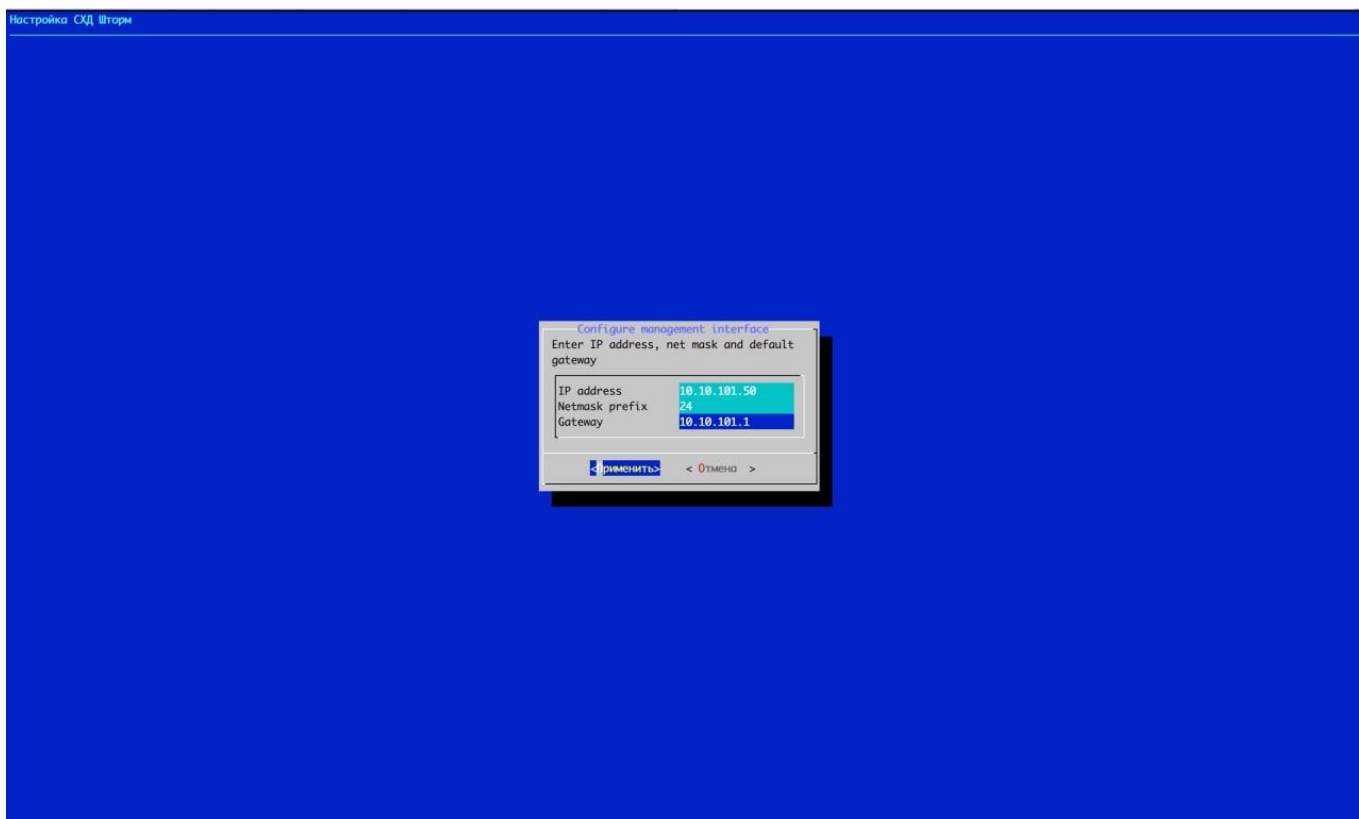 Настройка СХД Шторм
Configure management interface
Enter IP address, net mask and default
gateway
IP address 10.10.101.50
Netmask prefix 24
Gateway 10.10.101.1
<Применить> < Отмена >